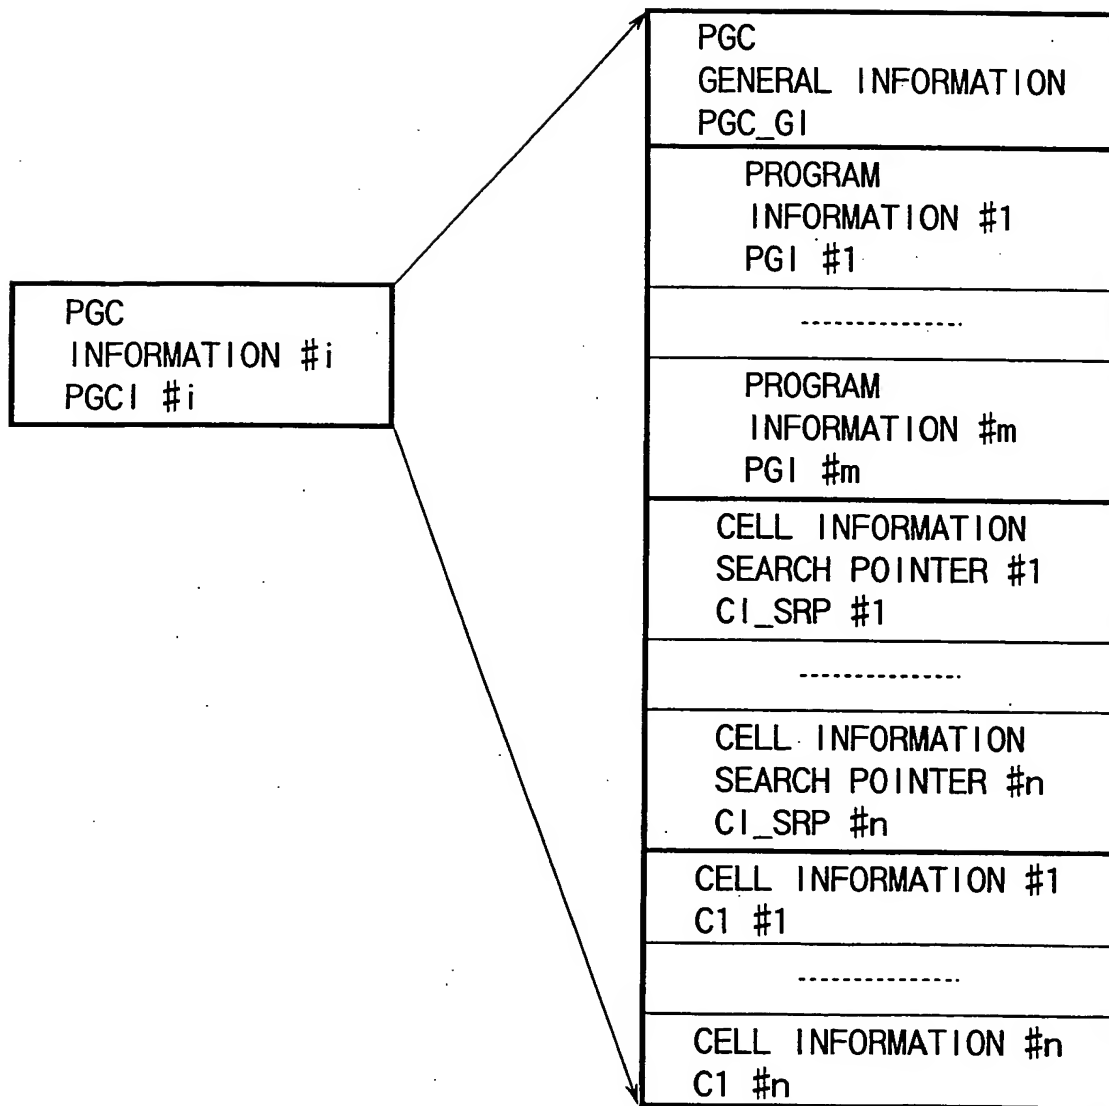 PGC
INFORMATION #i
PGCI #i
PGC
GENERAL INFORMATION
PGC_GI
PROGRAM
INFORMATION #1
PGI #1
PROGRAM
INFORMATION #m
PGI #m
CELL INFORMATION
SEARCH POINTER #1
CI_SRP #1
CELL INFORMATION
SEARCH POINTER #n
CI_SRP #n
CELL INFORMATION #1
C1 #1
CELL INFORMATION #n
C1 #n